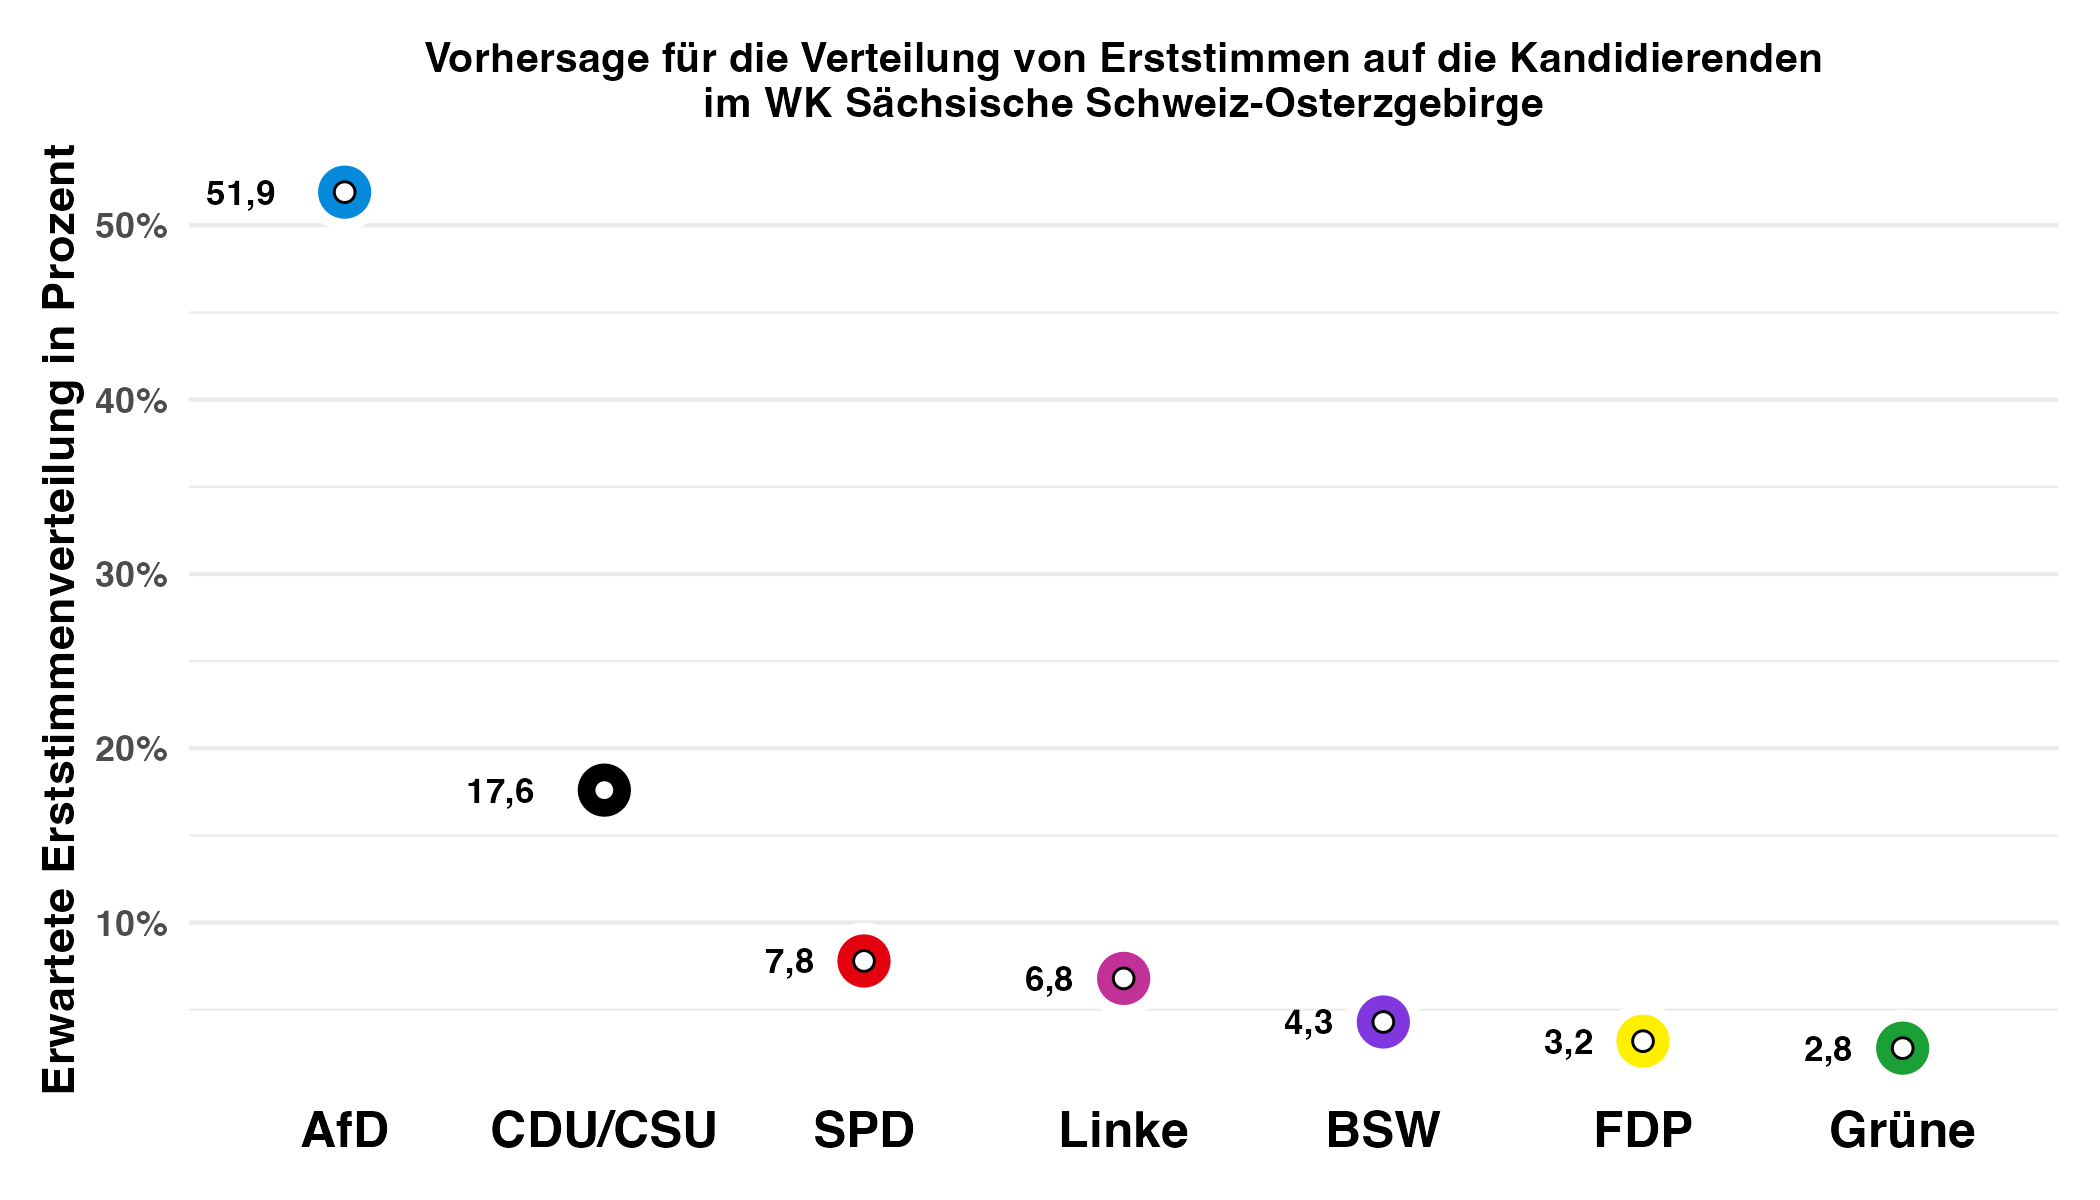 Vorhersage für die Verteilung von Erststimmen auf die Kandidierenden
im WK Sächsische Schweiz-Osterzgebirge
Erwartete Erststimmenverteilung in Prozent
50%
40%
30%
20%
10%
51,9
17,6
7,8
6,8
4,3
3,2
2,8
AfD
CDU/CSU
SPD
Linke
BSW
FDP
Grüne